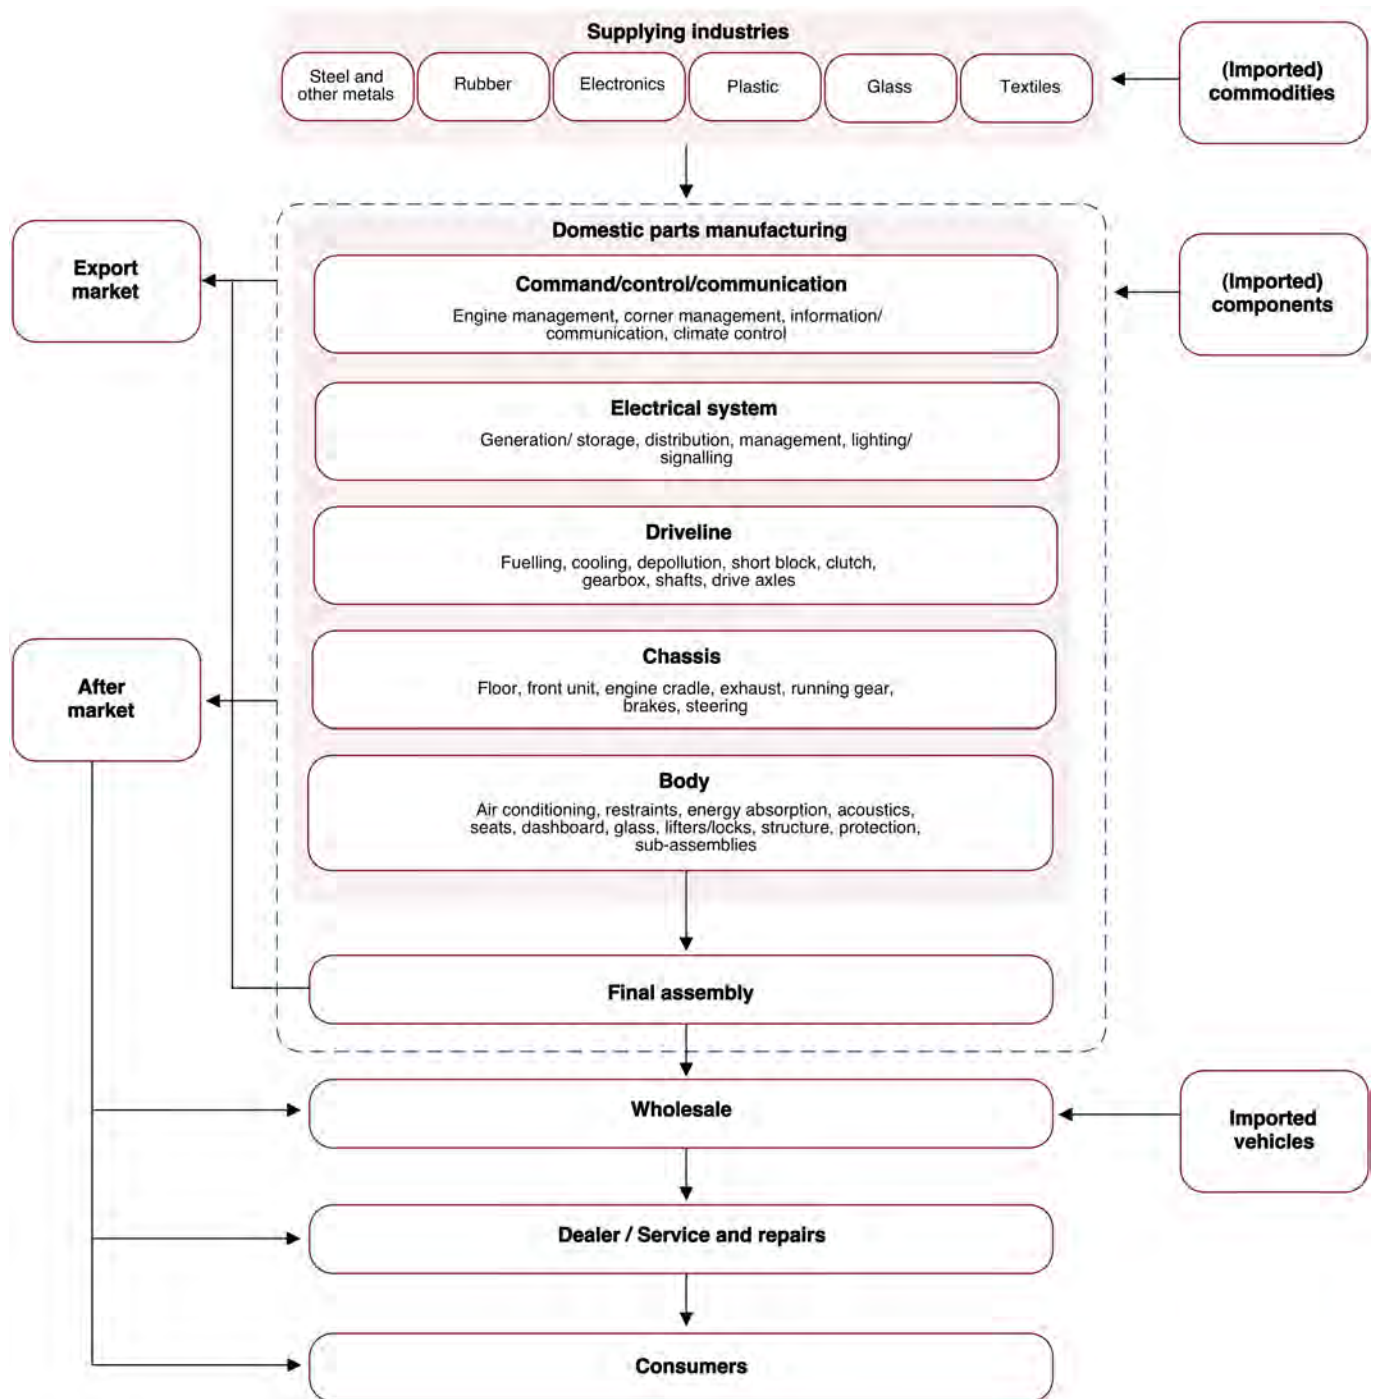 Supplying industries
Steel and
other metals
Rubber
Electronics
Plastic
Glass
Textiles
(Imported)
commodities
Domestic parts manufacturing
Export
market
Command/control/communication
Engine management, corner management, information/
communication, climate control
(Imported)
components
Electrical system
Generation/ storage, distribution, management, lighting/
signalling
Driveline
Fuelling, cooling, depollution, short block, clutch,
gearbox, shafts, drive axles
After
market
Chassis
Floor, front unit, engine cradle, exhaust, running gear,
brakes, steering
Body
Air conditioning, restraints, energy absorption, acoustics,
seats, dashboard, glass, lifters/locks, structure, protection,
sub-assemblies
Final assembly
Wholesale
Imported
vehicles
Dealer / Service and repairs
Consumers